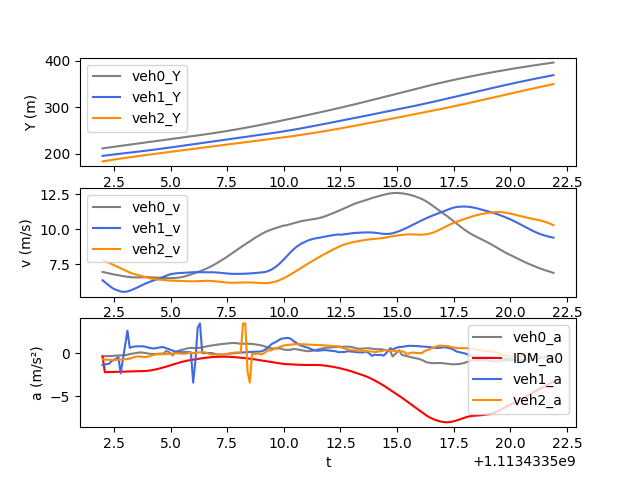 400
300
200
Y (m)
veh0_Y
veh1_Y
veh2_Y
2.5 5.0 7.5 10.0 12.5 15.0 17.5 20.0 22.5
12.5
10.0
7.5
v (m/s)
veh0_v
veh1_v
veh2_v
2.5 5.0 7.5 10.0 12.5 15.0 17.5 20.0 22.5
0
−5
a (m/s²)
veh0_a
IDM_a0
veh1_a
veh2_a
2.5 5.0 7.5 10.0 12.5 15.0 17.5 20.0 22.5
t
+1.1134335e9